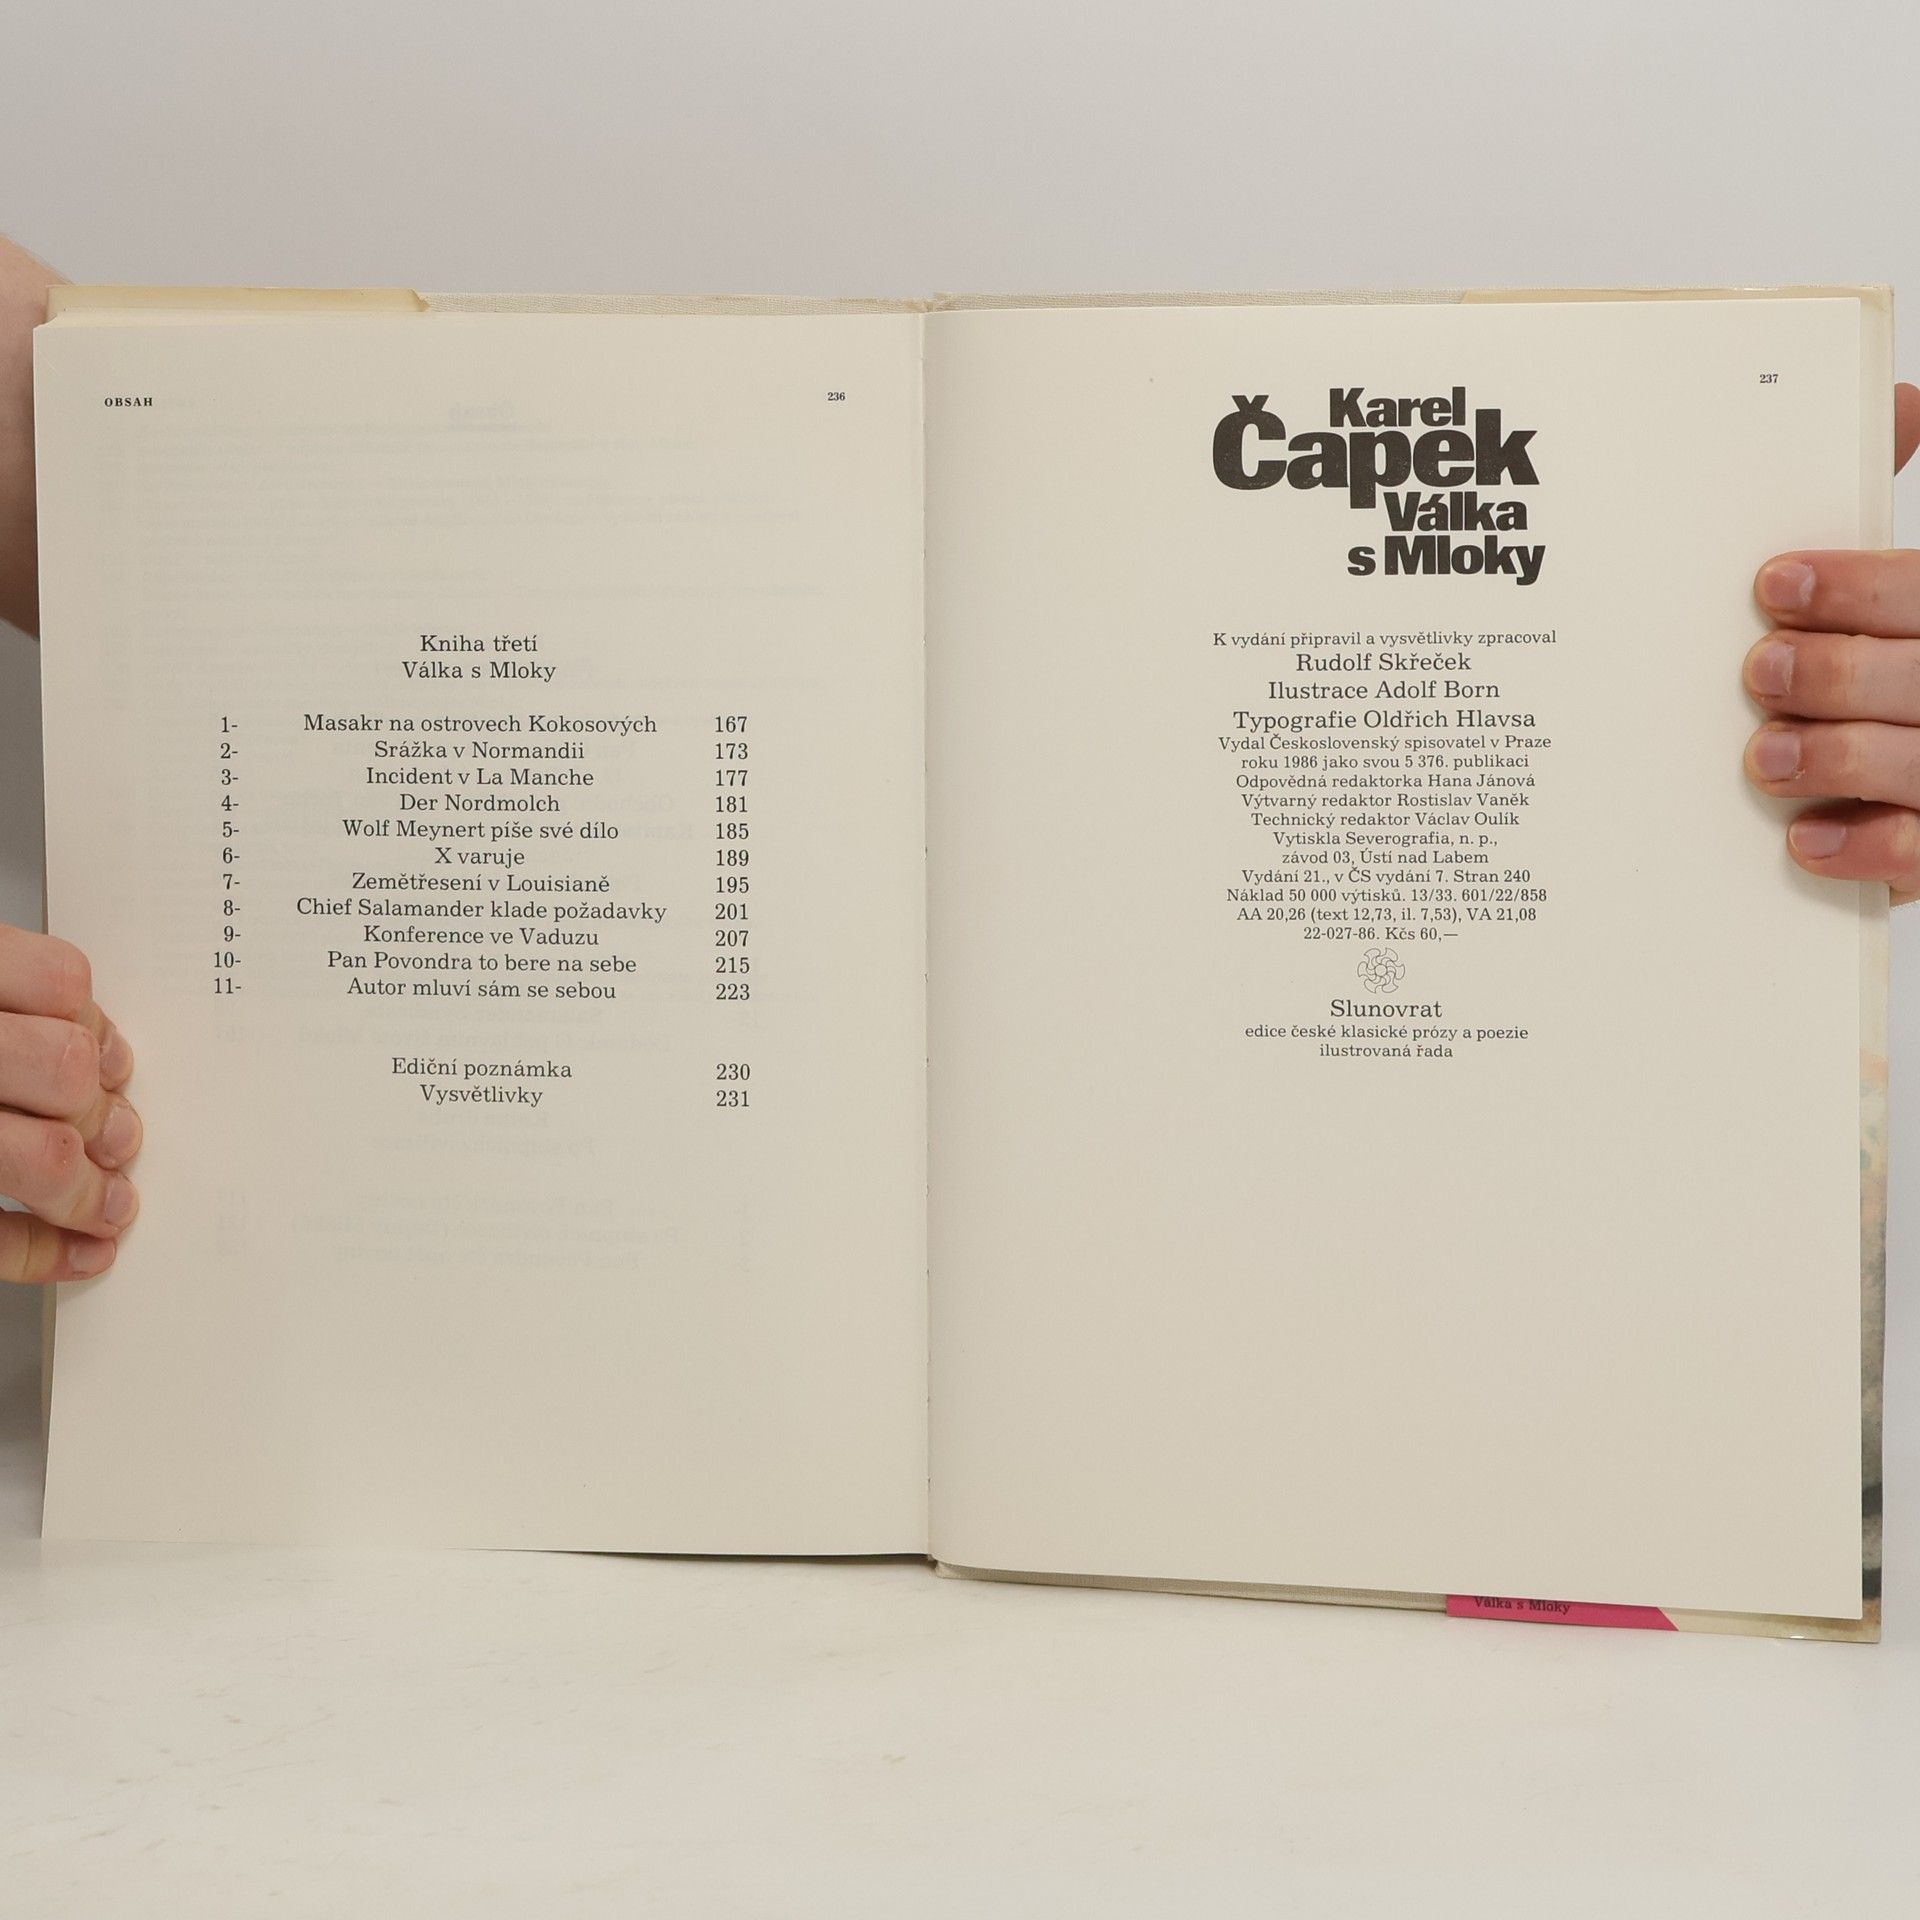 OBSAH
236
Kniha třetí
Válka s Mloky
1- Masakr na ostrovech Kokosových 167
2- Srážka v Normandii 173
3- Incident v La Manche 177
4- Der Nordmolch 181
5- Wolf Meynert píše své dílo 185
6- X varuje 189
7- Zemětřesení v Louisianě 195
8- Chief Salamander klade požadavky 201
9- Konference ve Vaduzu 207
10- Pan Povondra to bere na sebe 215
11- Autor mluví sám se sebou 223
Ediční poznámka 230
Vysvětlivky 231
237
Karel
Čapek
Válka
s Mloky
K vydání připravil a vysvětlivky zpracoval
Rudolf Skřeček
Ilustrace Adolf Born
Typografie Oldřich Hlavsa
Vydal Československý spisovatel v Praze
roku 1986 jako svou 5 376. publikaci
Odpovědná redaktorka Hana Jánová
Výtvarný redaktor Rostislav Vaněk
Technický redaktor Václav Oulík
Vytiskla Severografia, n. p.,
závod 03, Ústí nad Labem
Vydání 21., v ČS vydání 7. Stran 240
Náklad 50 000 výtisků. 13/33. 601/22/858
AA 20,26 (text 12,73, il. 7,53), VA 21,08
22-027-86. Kčs 60,—
Slunovrat
edice české klasické prózy a poezie
ilustrovaná řada
Válka s Mloky